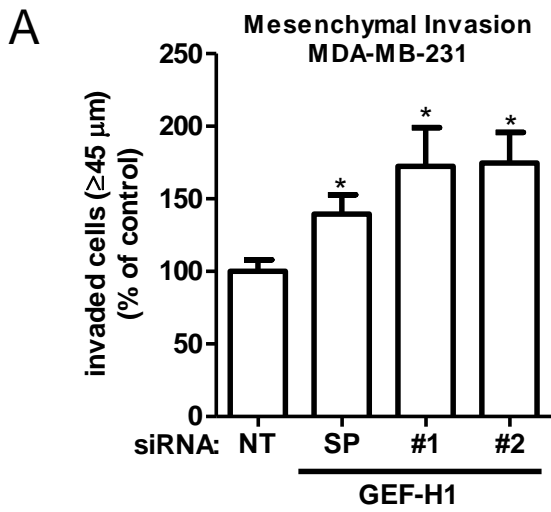 A
Mesenchymal Invasion
MDA-MB-231
invaded cells (≥45 μm)
(% of control)
250
200
150
100
50
0
*
*
*
siRNA: NT SP #1 #2
GEF-H1